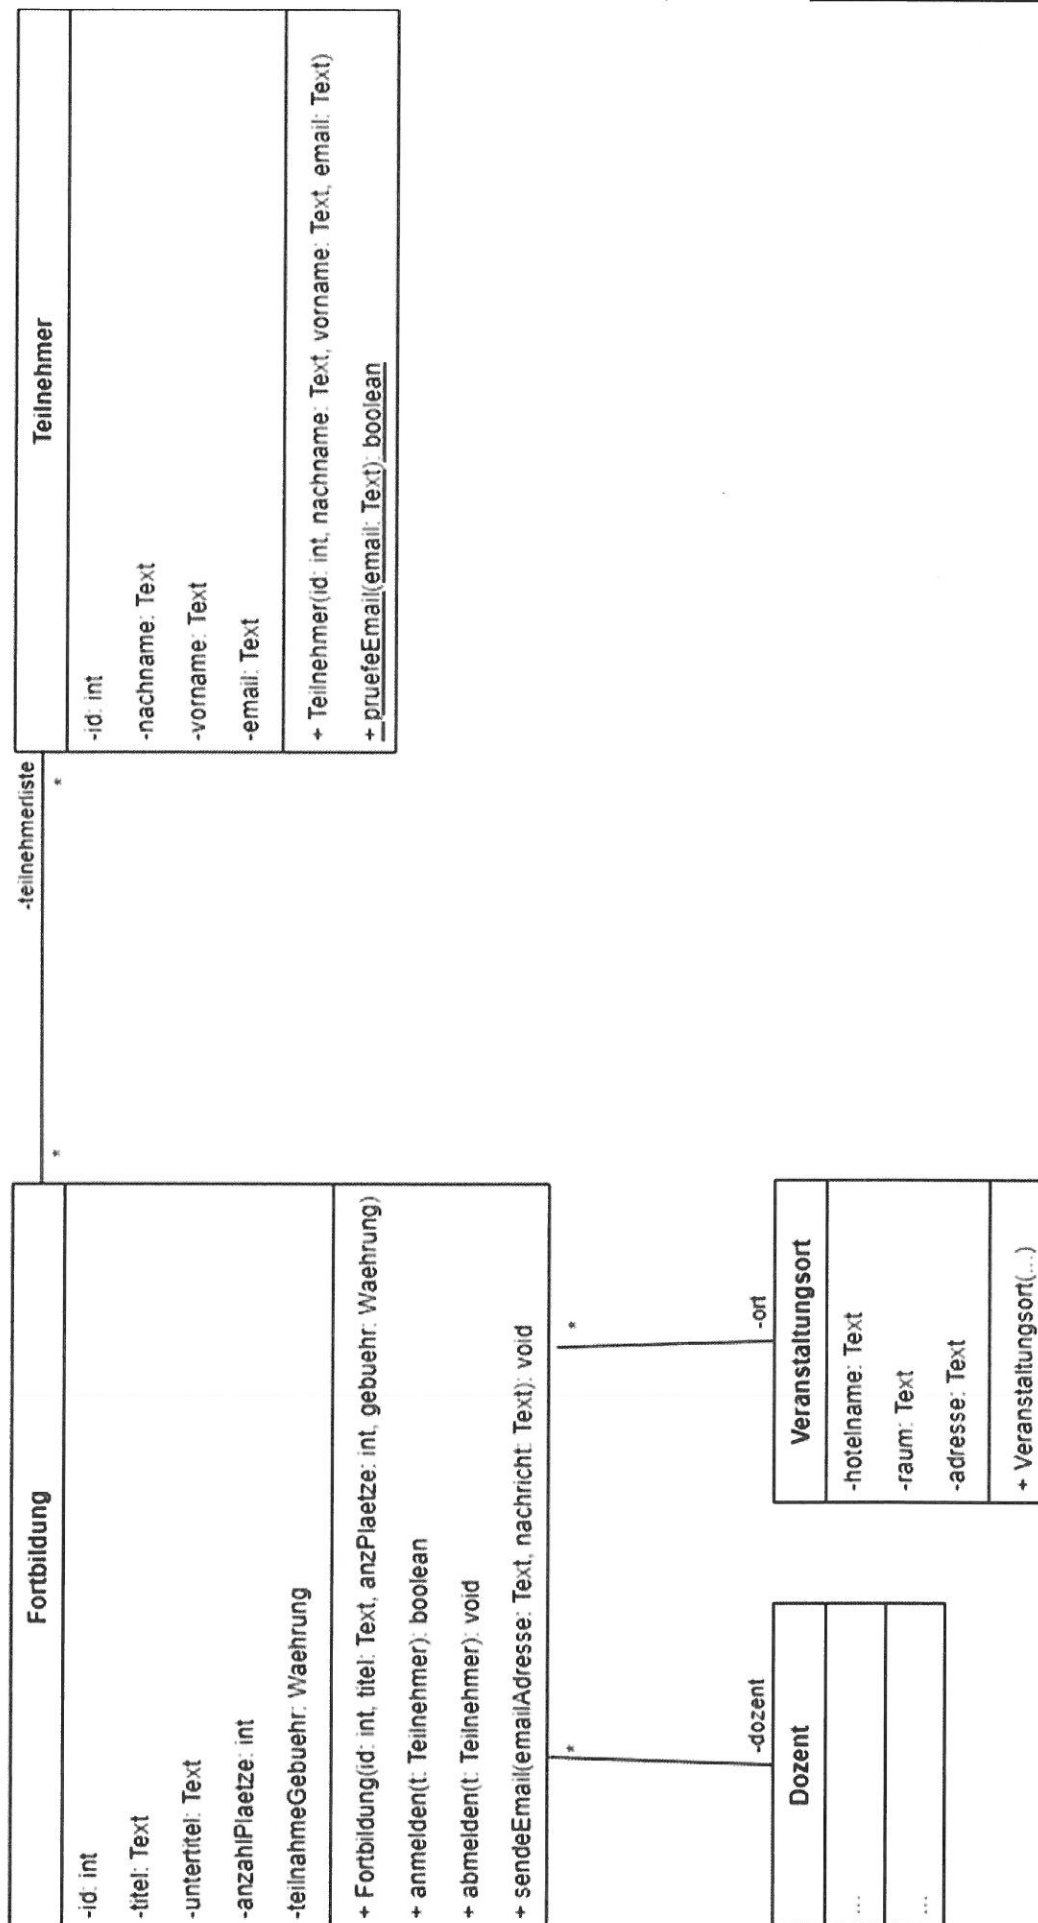 Fortbildung
-id: int
-titel: Text
-untertitel: Text
-anzahlPlaetze: int
-teilnahmeGebuehr: Waehrung
+ Fortbildung(id: int, titel: Text, anzPlaetze: int, gebuehr: Waehrung)
+ anmelden(t: Teilnehmer): boolean
+ abmelden(t: Teilnehmer): void
+ sendeEmail(emailAdresse: Text, nachricht: Text): void
*
-teilnehmerliste
*
Teilnehmer
-id: int
-nachname: Text
-vorname: Text
-email: Text
+ Teilnehmer(id: int, nachname: Text, vorname: Text, email: Text)
+ pruefeEmail(email: Text): boolean
*
-dozent
Dozent
...
...
*
-ort
Veranstaltungsort
-hotelname: Text
-raum: Text
-adresse: Text
+ Veranstaltungsort(...)